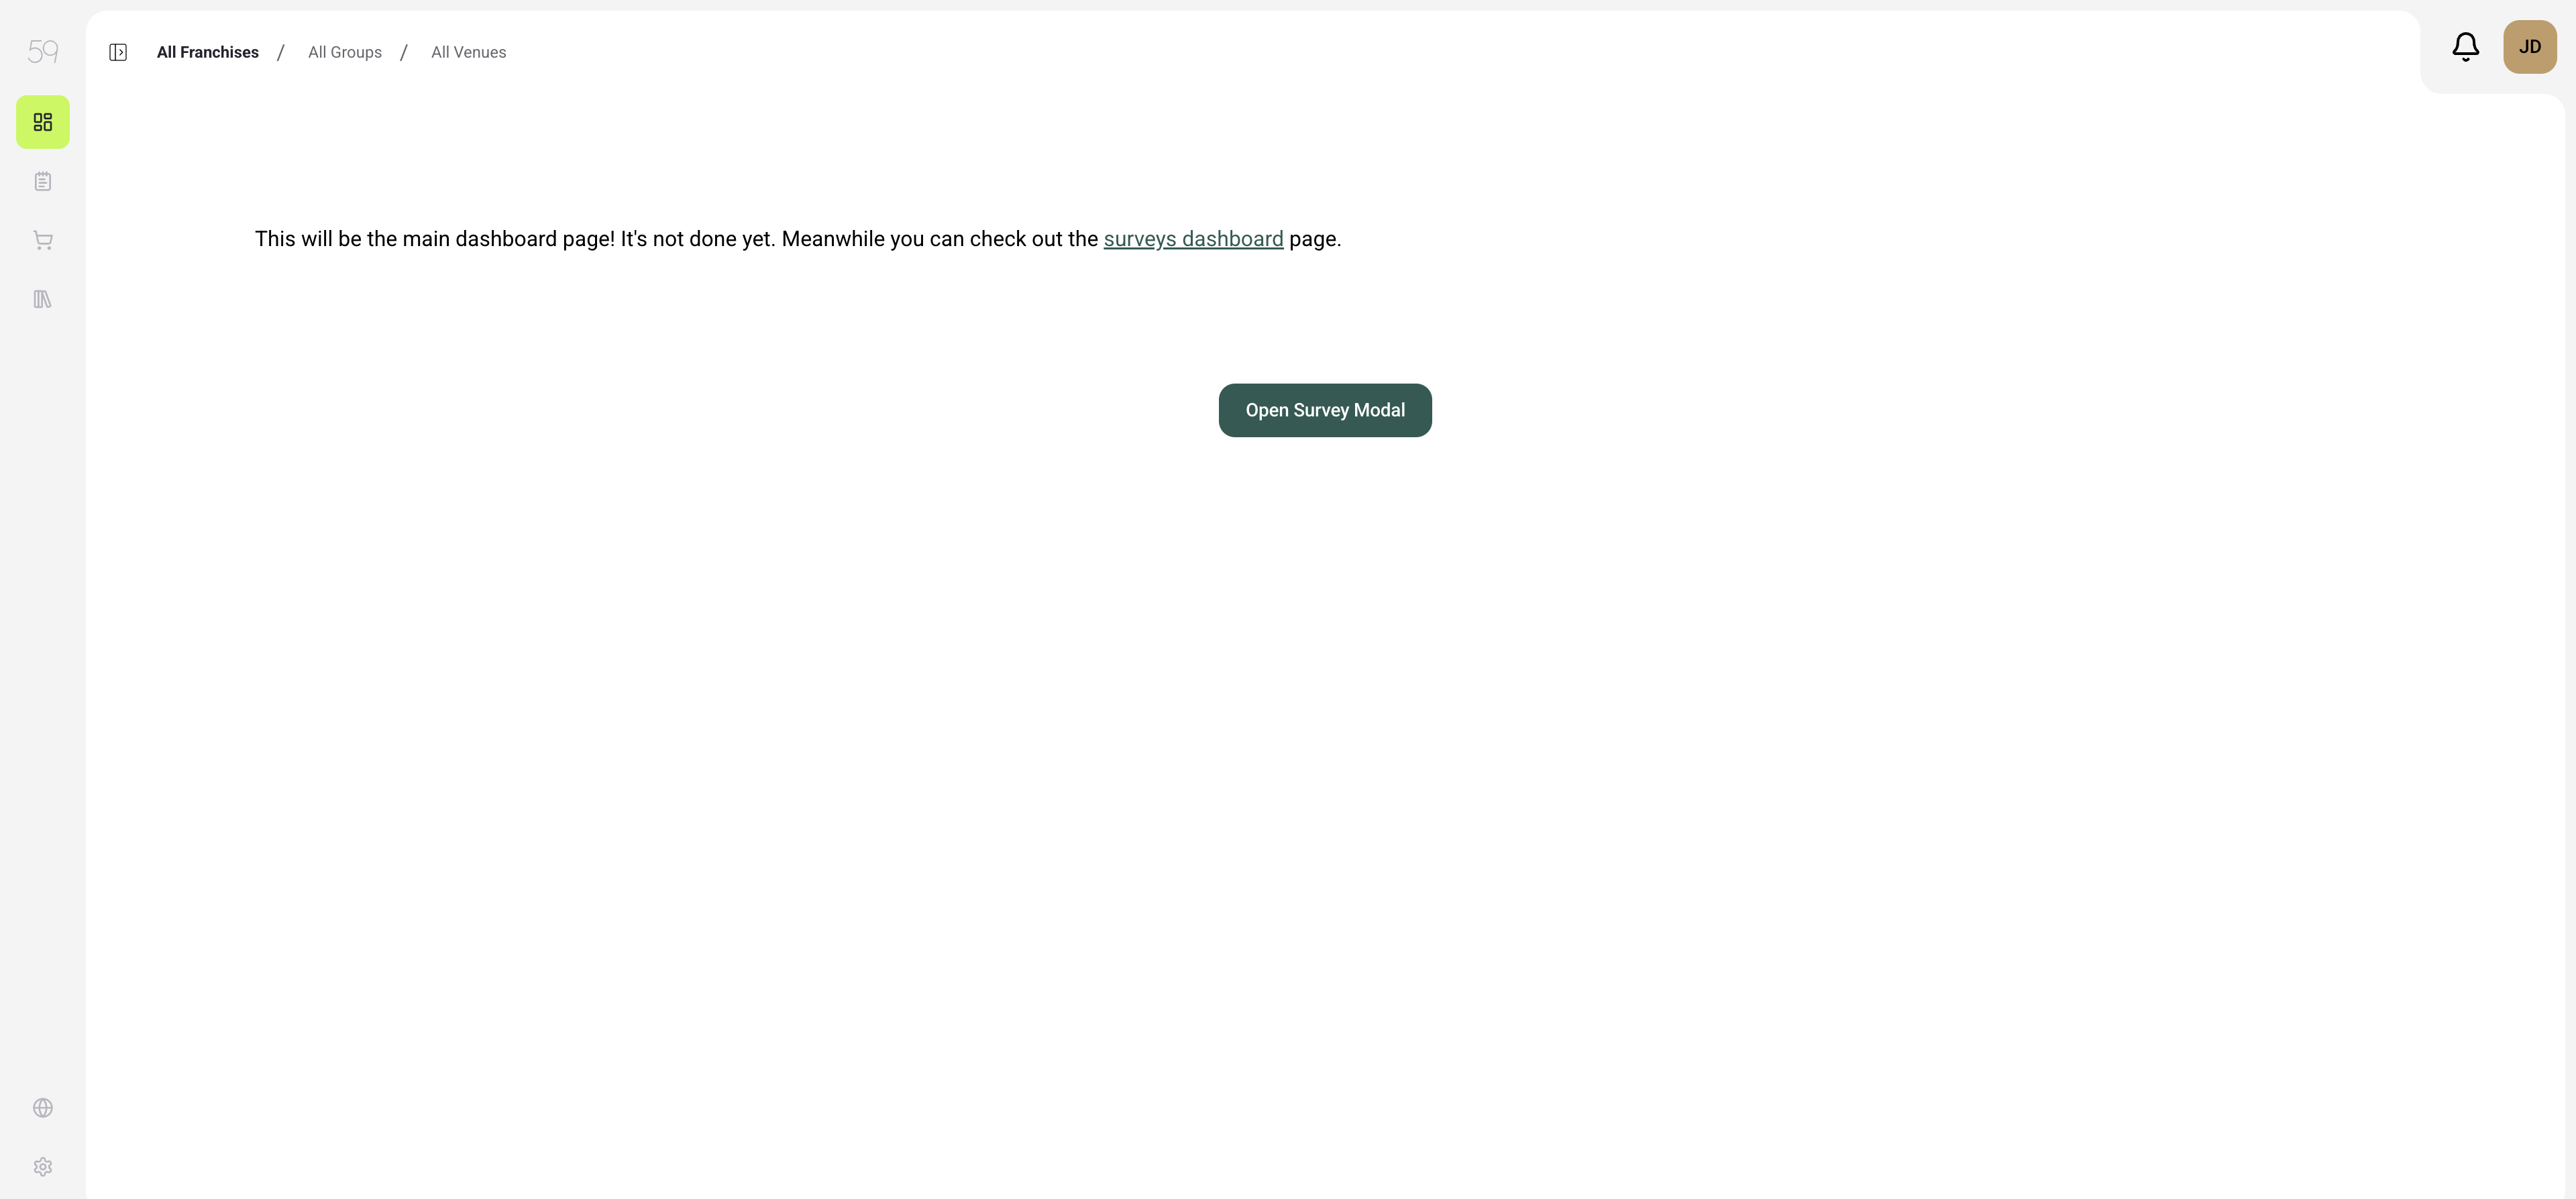 59
All Franchises / All Groups / All Venues
JD
This will be the main dashboard page! It's not done yet. Meanwhile you can check out the surveys dashboard page.
Open Survey Modal